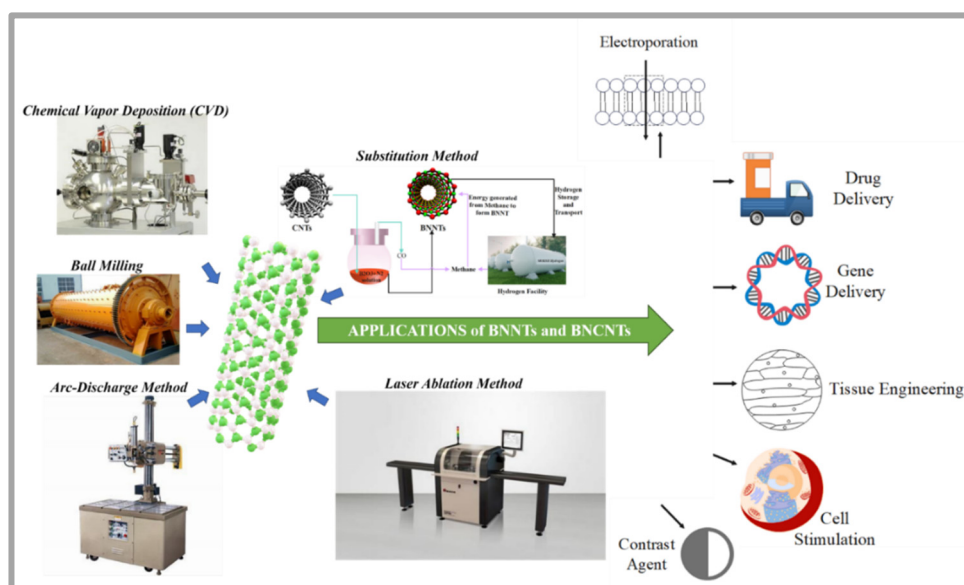 Electroporation
Chemical Vapor Deposition (CVD)
Substitution Method
CNTs
BNNTs
Energy generated
from Methane to
form BNNT
Hydrogen
Storage
and
Transport
CO
Methane
Hydrogen Facility
Ball Milling
APPLICATIONS of BNNTs and BNCNTs
Arc-Discharge Method
Laser Ablation Method
Drug
Delivery
Gene
Delivery
Tissue Engineering
Cell
Stimulation
Contrast
Agent